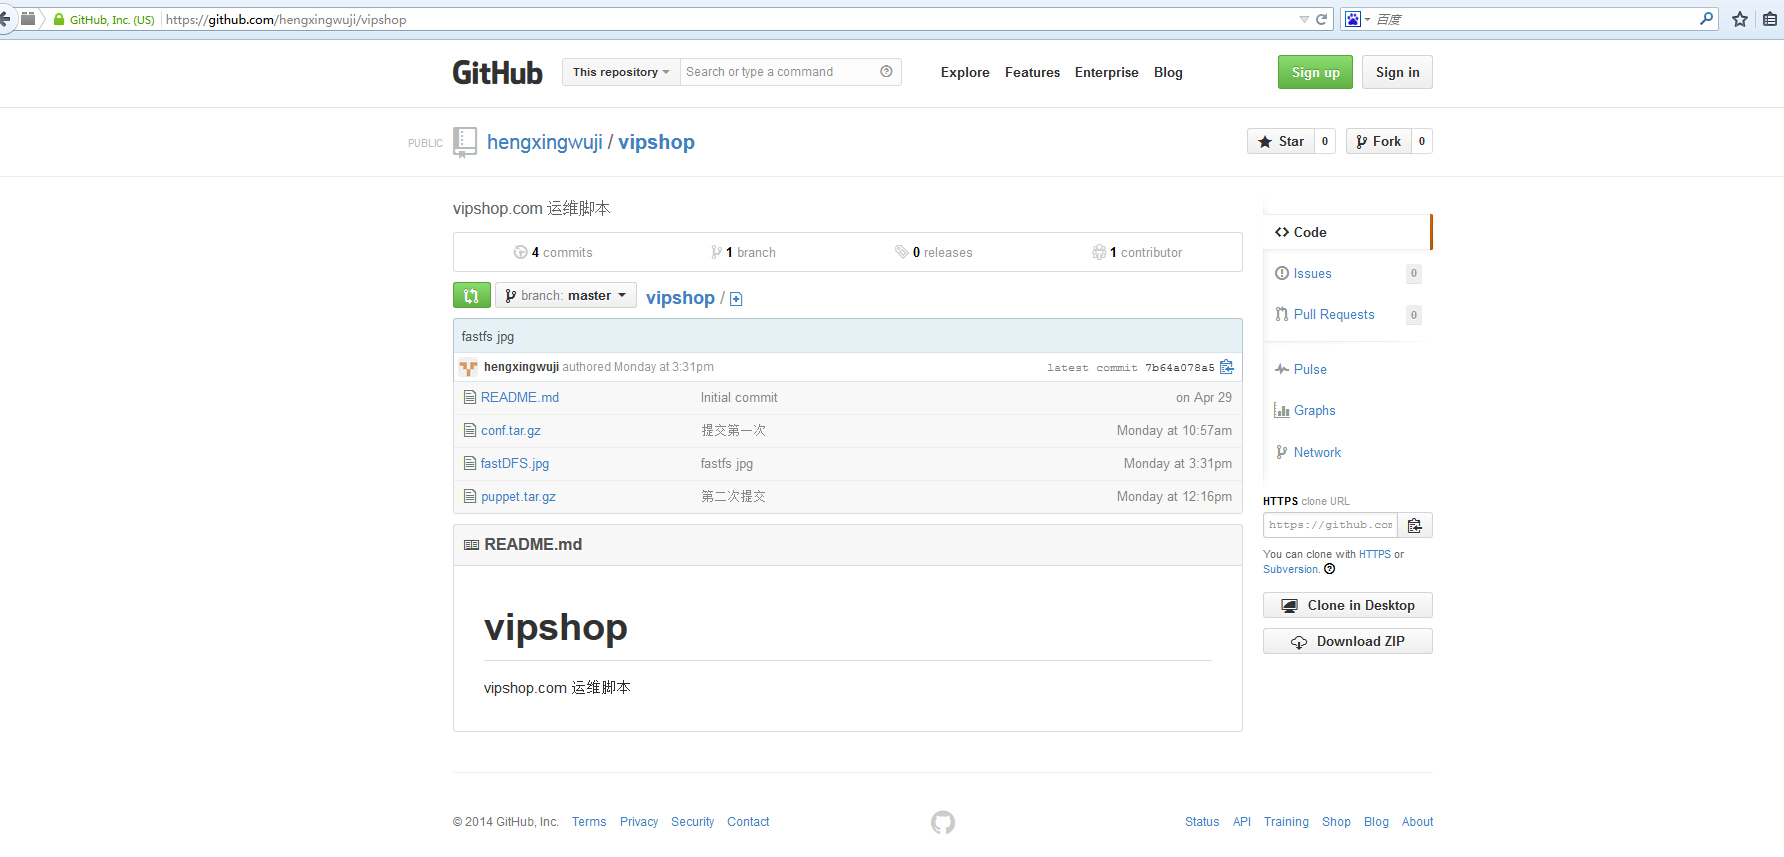 GitHub, Inc. (US) https://github.com/hengxingwuji/vipshop 百度
GitHub This repository Search or type a command Explore Features Enterprise Blog Sign up Sign in
PUBLIC hengxingwuji / vipshop Star 0 Fork 0
vipshop.com 运维脚本
4 commits 1 branch 0 releases 1 contributor
branch: master vipshop /
fastfs jpg
hengxingwuji authored Monday at 3:31pm latest commit 7b64a078a5
README.md Initial commit on Apr 29
conf.tar.gz 提交第一次 Monday at 10:57am
fastDFS.jpg fastfs jpg Monday at 3:31pm
puppet.tar.gz 第二次提交 Monday at 12:16pm
README.md
vipshop
vipshop.com 运维脚本
Code
Issues 0
Pull Requests 0
Pulse
Graphs
Network
HTTPS clone URL
https://github.com
You can clone with HTTPS or
Subversion.
Clone in Desktop
Download ZIP
© 2014 GitHub, Inc. Terms Privacy Security Contact Status API Training Shop Blog About